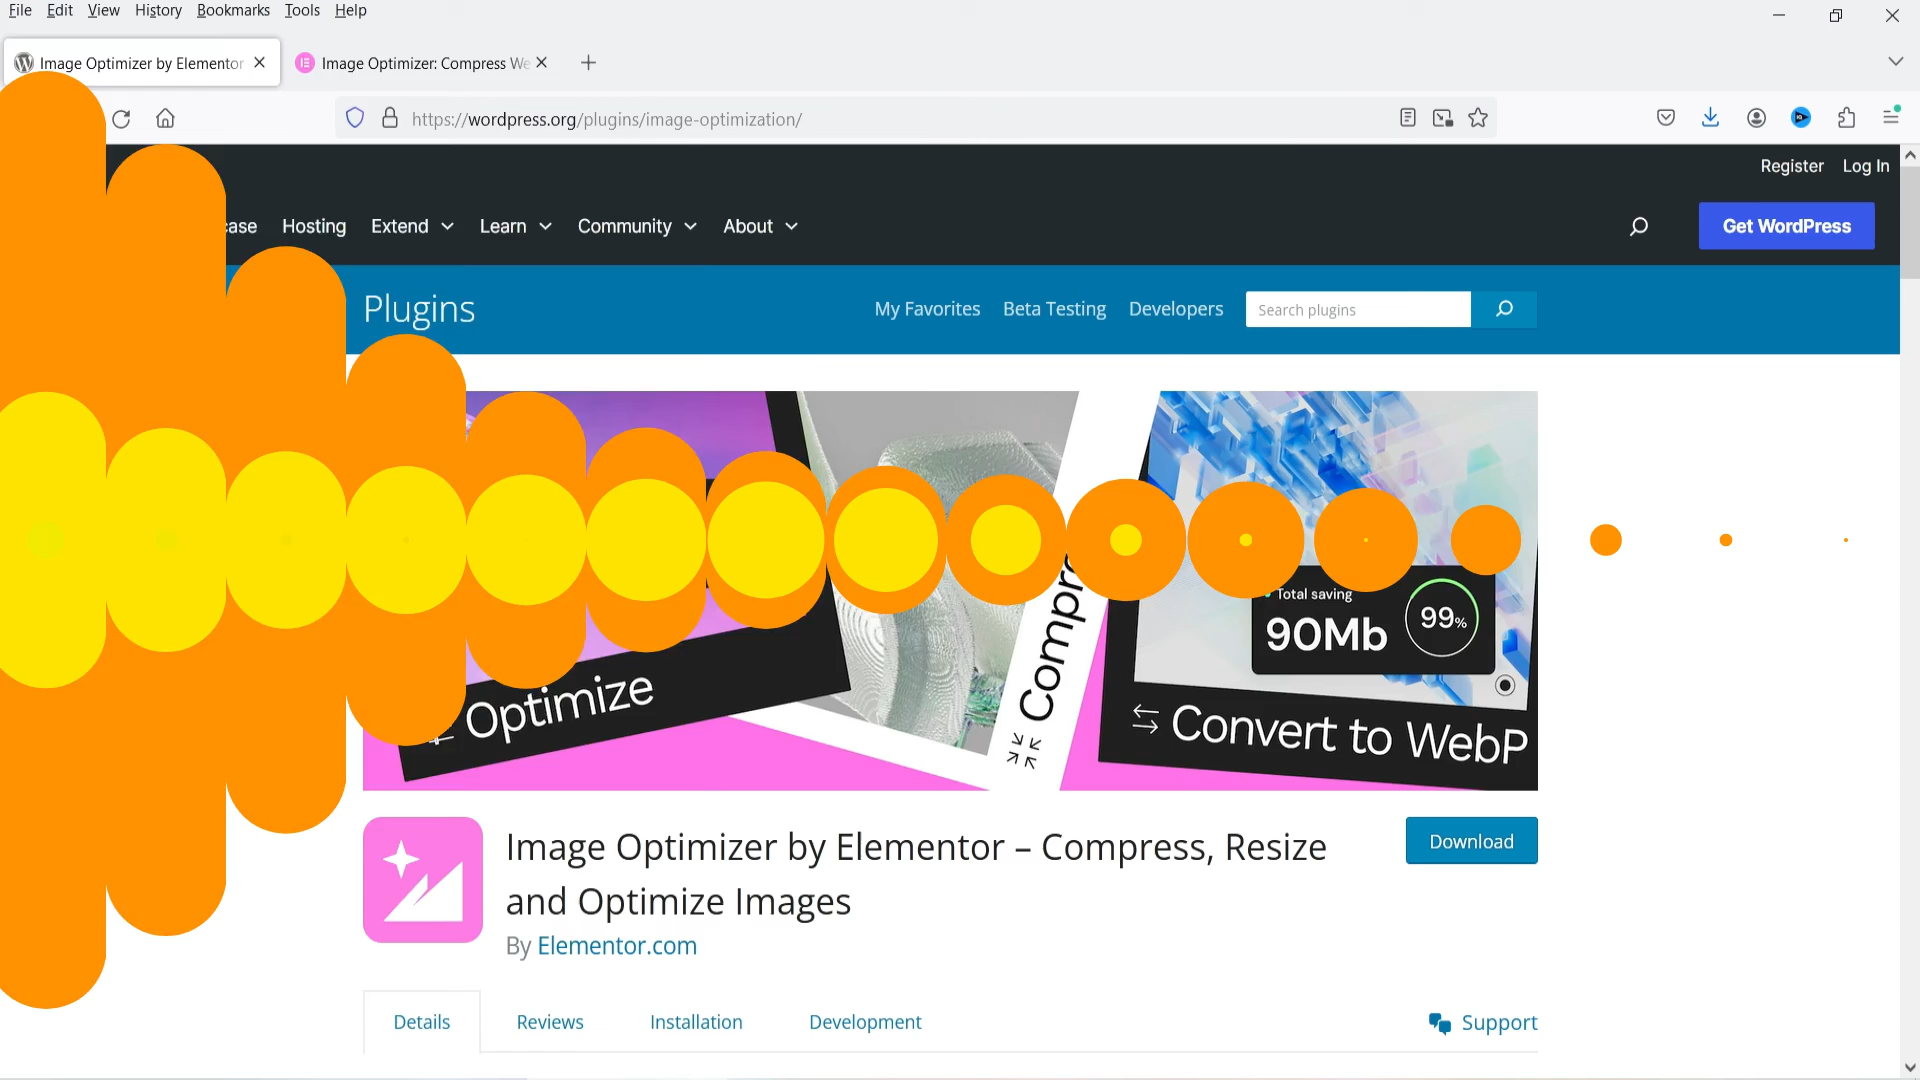 File Edit View History Bookmarks Tools Help
Image Optimizer by Elementor
Image Optimizer: Compress We
https://wordpress.org/plugins/image-optimization/
Register Log In
Hosting Extend Learn Community About
Get WordPress
Plugins
My Favorites Beta Testing Developers Search plugins
Total saving
90Mb
99%
Optimize
Convert to WebP
Image Optimizer by Elementor – Compress, Resize
and Optimize Images
Download
By Elementor.com
Details Reviews Installation Development Support